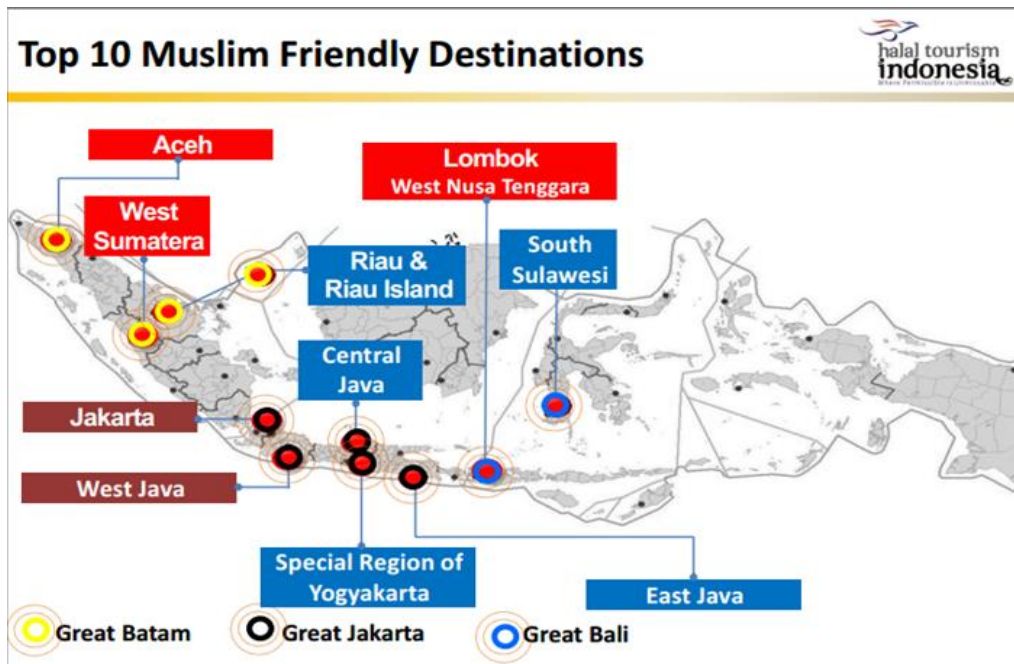 Top 10 Muslim Friendly Destinations
halal tourism
indonesia
Aceh
Lombok
West Nusa Tenggara
West
Sumatera
Riau &
Riau Island
South
Sulawesi
Central
Java
Jakarta
West Java
Special Region of
Yogyakarta
East Java
Great Batam
Great Jakarta
Great Bali